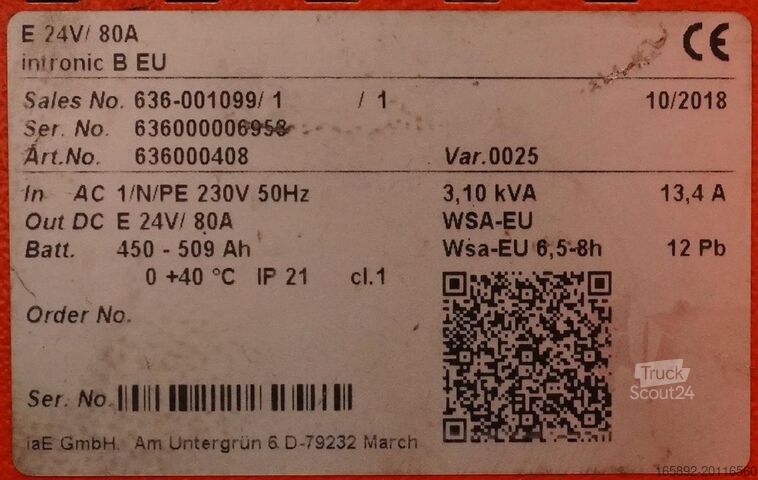 E 24V/ 80A
intronic B EU
CE
Sales No. 636-001099/ 1 / 1 10/2018
Ser. No. 636000006958
Art.No. 636000408 Var.0025
In AC 1/N/PE 230V 50Hz 3,10 kVA 13,4 A
Out DC E 24V/ 80A WSA-EU
Batt. 450 - 509 Ah Wsa-EU 6,5-8h 12 Pb
0 +40 °C IP 21 cl.1
Order No.
Truck
Scout24
Ser. No.
iaE GmbH. Am Untergrün 6 D-79232 March
165892-20116560